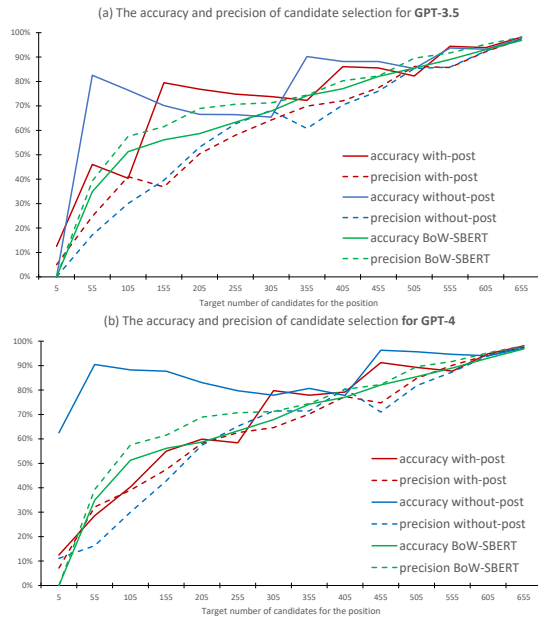 (a) The accuracy and precision of candidate selection for GPT-3.5
100%
90%
80%
70%
60%
50%
40%
30%
20%
10%
0%
accuracy with-post
precision with-post
accuracy without-post
precision without-post
accuracy BoW-SBERT
precision BoW-SBERT
5 55 105 155 205 255 305 355 405 455 505 555 605 655
Target number of candidates for the position
(b) The accuracy and precision of candidate selection for GPT-4
100%
90%
80%
70%
60%
50%
40%
30%
20%
10%
0%
accuracy with-post
precision with-post
accuracy without-post
precision without-post
accuracy BoW-SBERT
precision BoW-SBERT
5 55 105 155 205 255 305 355 405 455 505 555 605 655
Target number of candidates for the position